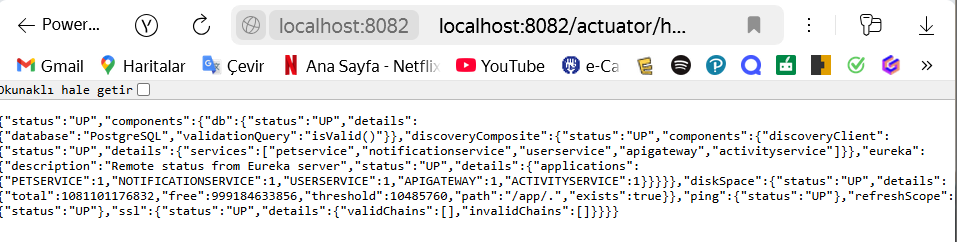 Power... Y localhost:8082 localhost:8082/actuator/h...
Gmail Haritalar Çevir N Ana Sayfa - Netflix YouTube e-Ca »
Okunaklı hale getir
{"status":"UP","components":{"db":{"status":"UP","details":
{"database":"PostgreSQL","validationQuery":"isValid()"}},"discoveryComposite":{"status":"UP","components":{"discoveryClient":
{"status":"UP","details":{"services":["petservice","notificationservice","userservice","apigateway","activityservice"]}},"eureka":
{"description":"Remote status from Eureka server","status":"UP","details":{"applications":
{"PETSERVICE":1,"NOTIFICATIONSERVICE":1,"USERSERVICE":1,"APIGATEWAY":1,"ACTIVITYSERVICE":1}}}}},"diskSpace":{"status":"UP","details":
{"total":1081101176832,"free":999184633856,"threshold":10485760,"path":"/app/.","exists":true}},"ping":{"status":"UP"},"refreshScope":
{"status":"UP"},"ssl":{"status":"UP","details":{"validChains":[],"invalidChains":[]}}}}